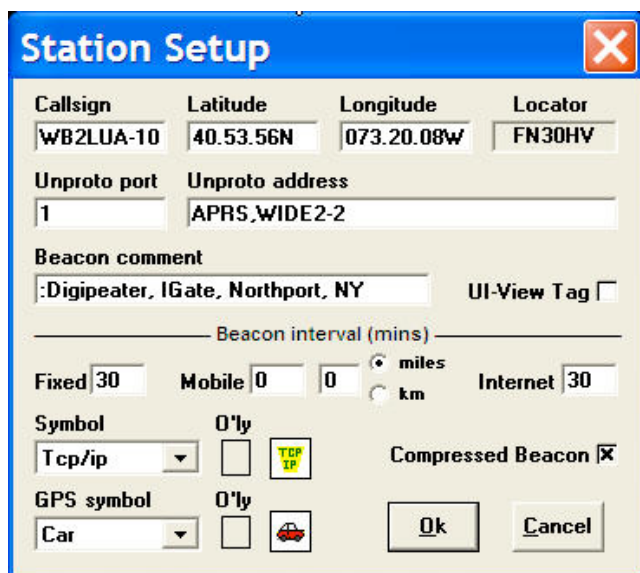 Station Setup
Callsign Latitude Longitude Locator
WB2LUA-10 40.53.56N 073.20.08W FN30HV
Unproto port Unproto address
1 APRS,WIDE2-2
Beacon comment
:Digipeater, IGate, Northport, NY UI-View Tag
Beacon interval (mins)
Fixed 30 Mobile 0 0 miles km Internet 30
Symbol O'ly
Tcp/ip TCP IP Compressed Beacon
GPS symbol O'ly
Car Ok Cancel